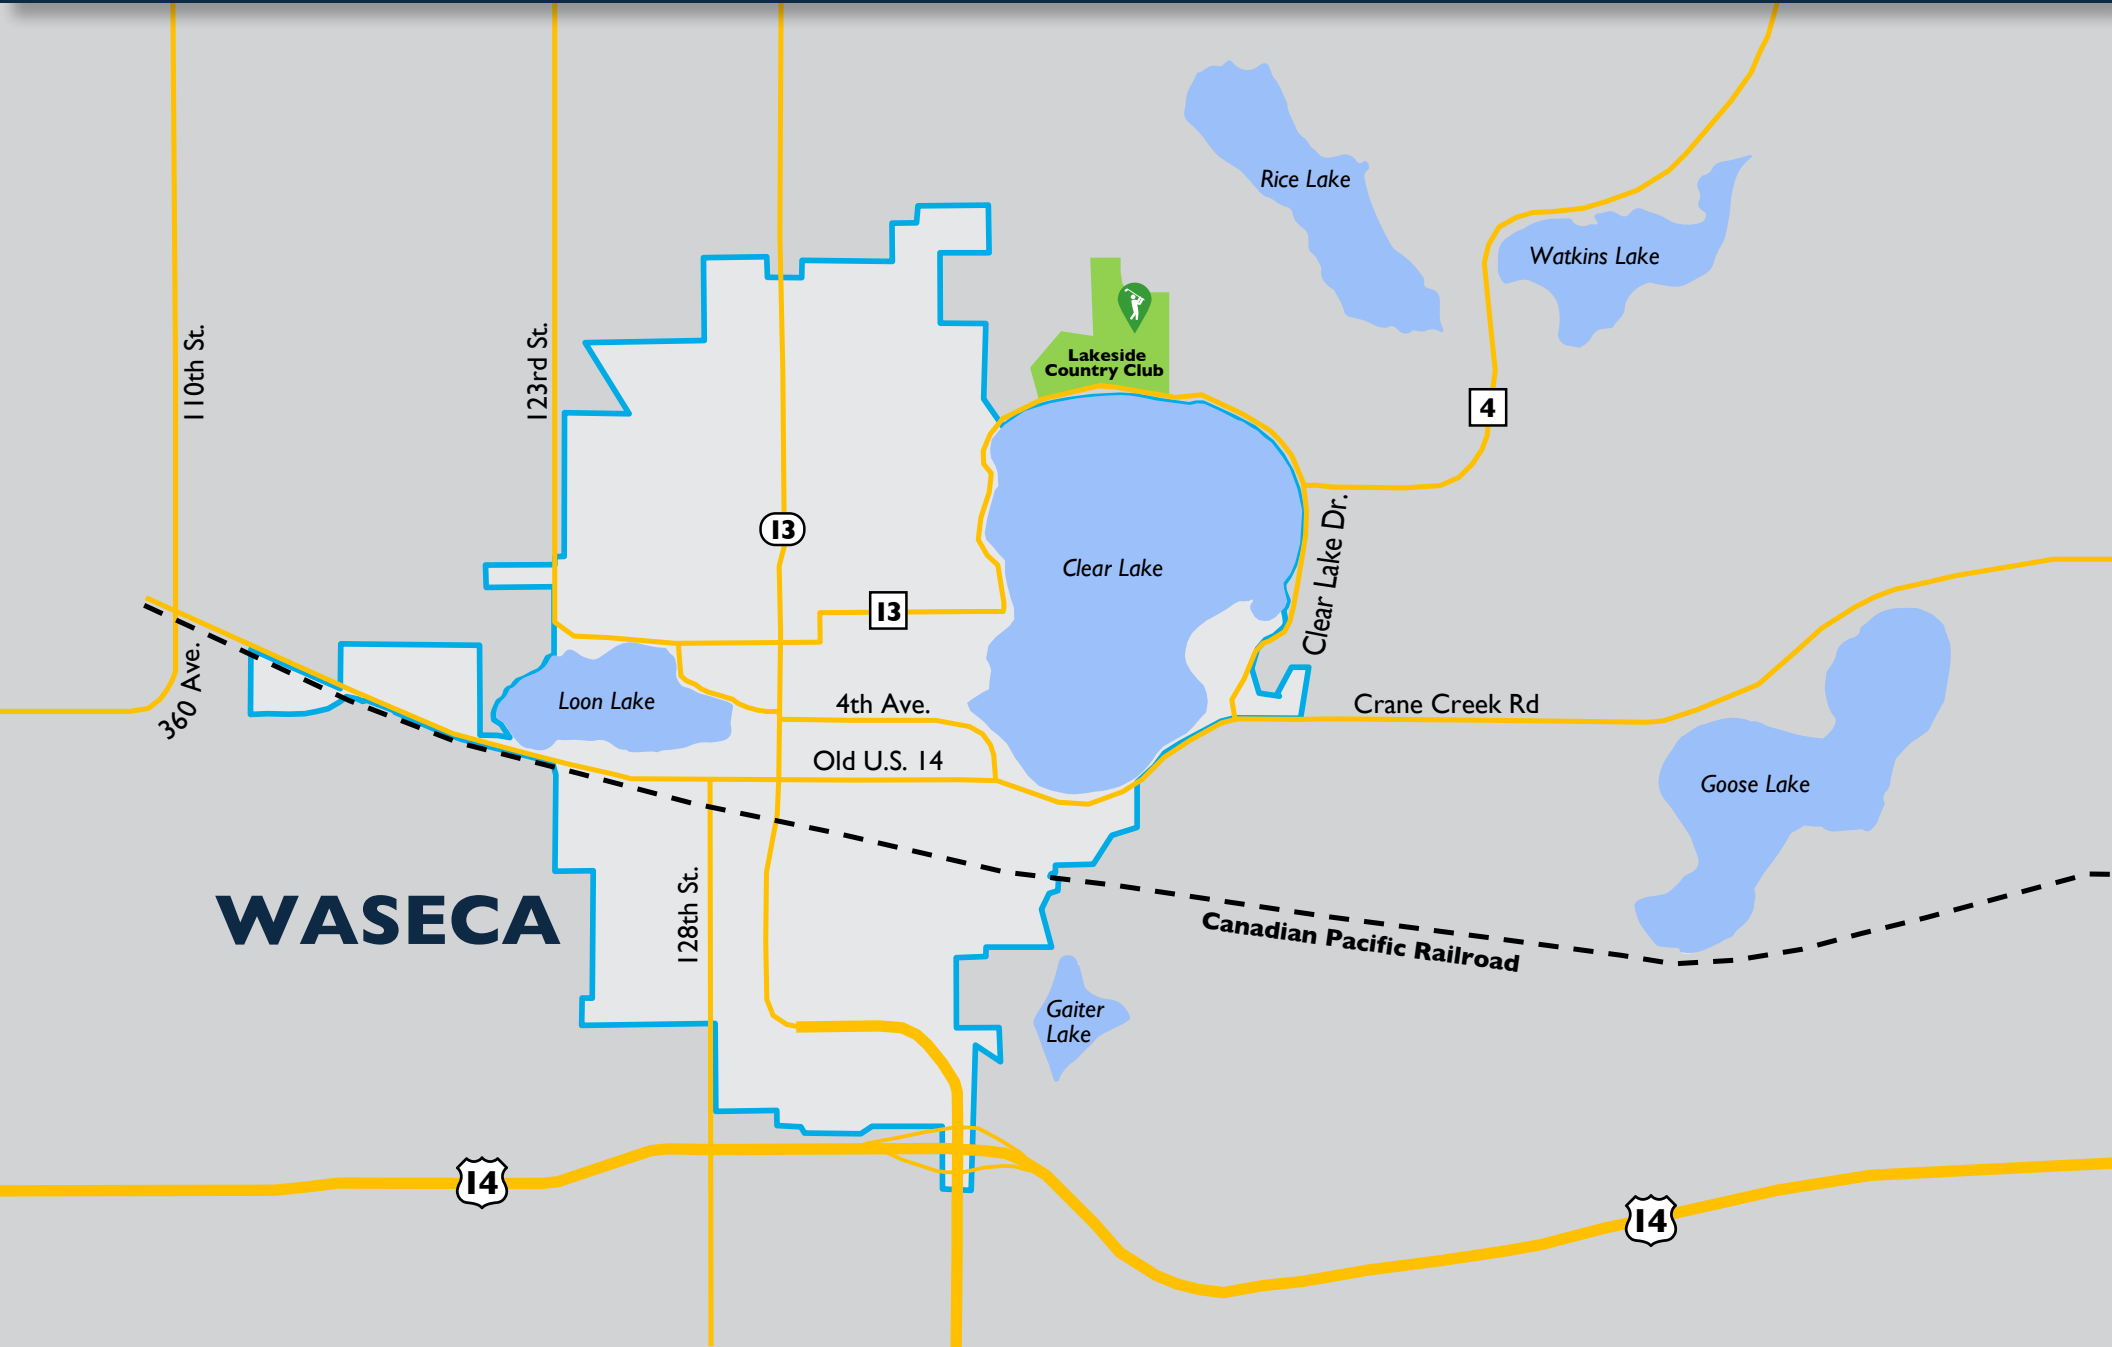 Rice Lake
Watkins Lake
110th St.
123rd St.
Lakeside
Country Club
4
13
Clear Lake
Clear Lake Dr.
13
360 Ave.
Loon Lake
4th Ave.
Crane Creek Rd
Old U.S. 14
Goose Lake
WASECA
128th St.
Canadian Pacific Railroad
Gaiter
Lake
14
14